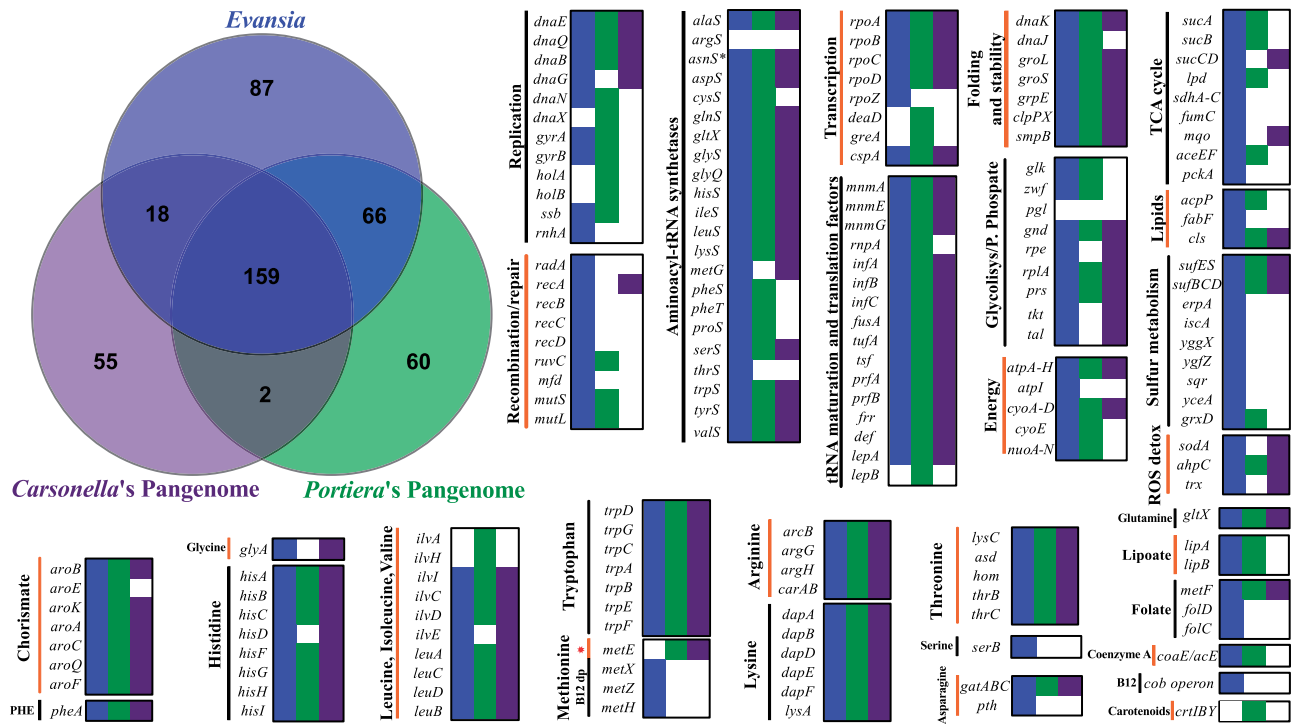 Evansia
87
18
66
159
55
60
2
Carsonella's Pangenome
Portiera's Pangenome
Replication
dnaE
dnaQ
dnaB
dnaG
dnaN
dnaX
gyrA
gyrB
holA
holB
ssb
rnhA
Recombination/repair
radA
recA
recB
recC
recD
ruvC
mfd
mutS
mutL
Aminoacyl-tRNA synthetases
alaS
argS
asnS*
aspS
cysS
glnS
gltX
glyS
glyQ
hisS
ileS
leuS
lysS
metG
pheS
pheT
proS
serS
thrS
trpS
tyrS
valS
Transcription
rpoA
rpoB
rpoC
rpoD
rpoZ
deaD
greA
cspA
tRNA maturation and translation factors
mnmA
mnmE
mnmG
rnpA
infA
infB
infC
fusA
tufA
tsf
prfA
prfB
frr
def
lepA
lepB
Folding
and stability
dnaK
dnaJ
groL
groS
grpE
clpPX
smpB
Glycolisys/P. Phospate
glk
zwf
pgl
gnd
rpe
rplA
prs
tkt
tal
Energy
atpA-H
atpI
cyoA-D
cyoE
nuoA-N
TCA cycle
sucA
sucB
sucCD
lpd
sdhA-C
fumC
mqo
aceEF
pckA
Lipids
acpP
fabF
cls
Sulfur metabolism
sufES
sufBCD
erpA
iscA
yggX
ygfZ
sqr
yceA
grxD
ROS detox
sodA
ahpC
trx
Chorismate
aroB
aroE
aroK
aroA
aroC
aroQ
aroF
PHE
pheA
Glycine
glyA
Histidine
hisA
hisB
hisC
hisD
hisF
hisG
hisH
hisI
Leucine, Isoleucine,Valine
ilvA
ilvH
ilvI
ilvC
ilvD
ilvE
leuA
leuC
leuD
leuB
Tryptophan
trpD
trpG
trpC
trpA
trpB
trpE
trpF
Methionine
B12 dp
*
metE
metX
metZ
metH
Arginine
arcB
argG
argH
carAB
Lysine
dapA
dapB
dapD
dapE
dapF
lysA
Threonine
lysC
asd
hom
thrB
thrC
Serine
serB
Asparagine
gatABC
pth
Glutamine
gltX
Lipoate
lipA
lipB
Folate
metF
folD
folC
Coenzyme A
coaE/acE
B12
cob operon
Carotenoids
crtIBY